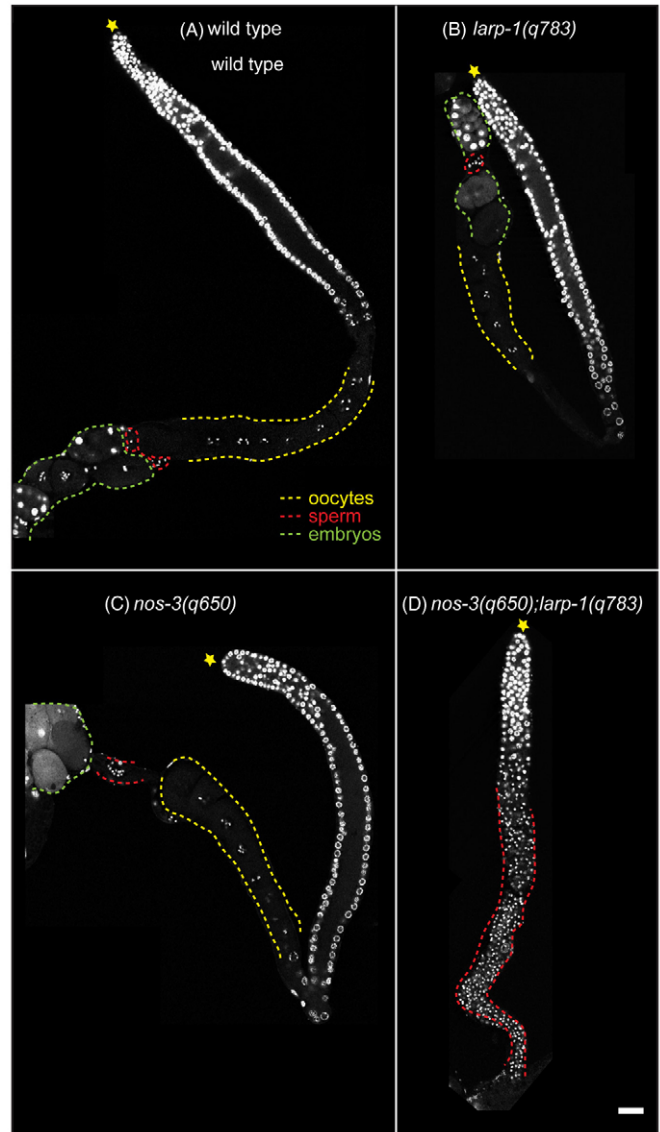 (A) wild type
wild type
(B) larp-1(q783)
oocytes
sperm
embryos
(C) nos-3(q650)
(D) nos-3(q650);larp-1(q783)